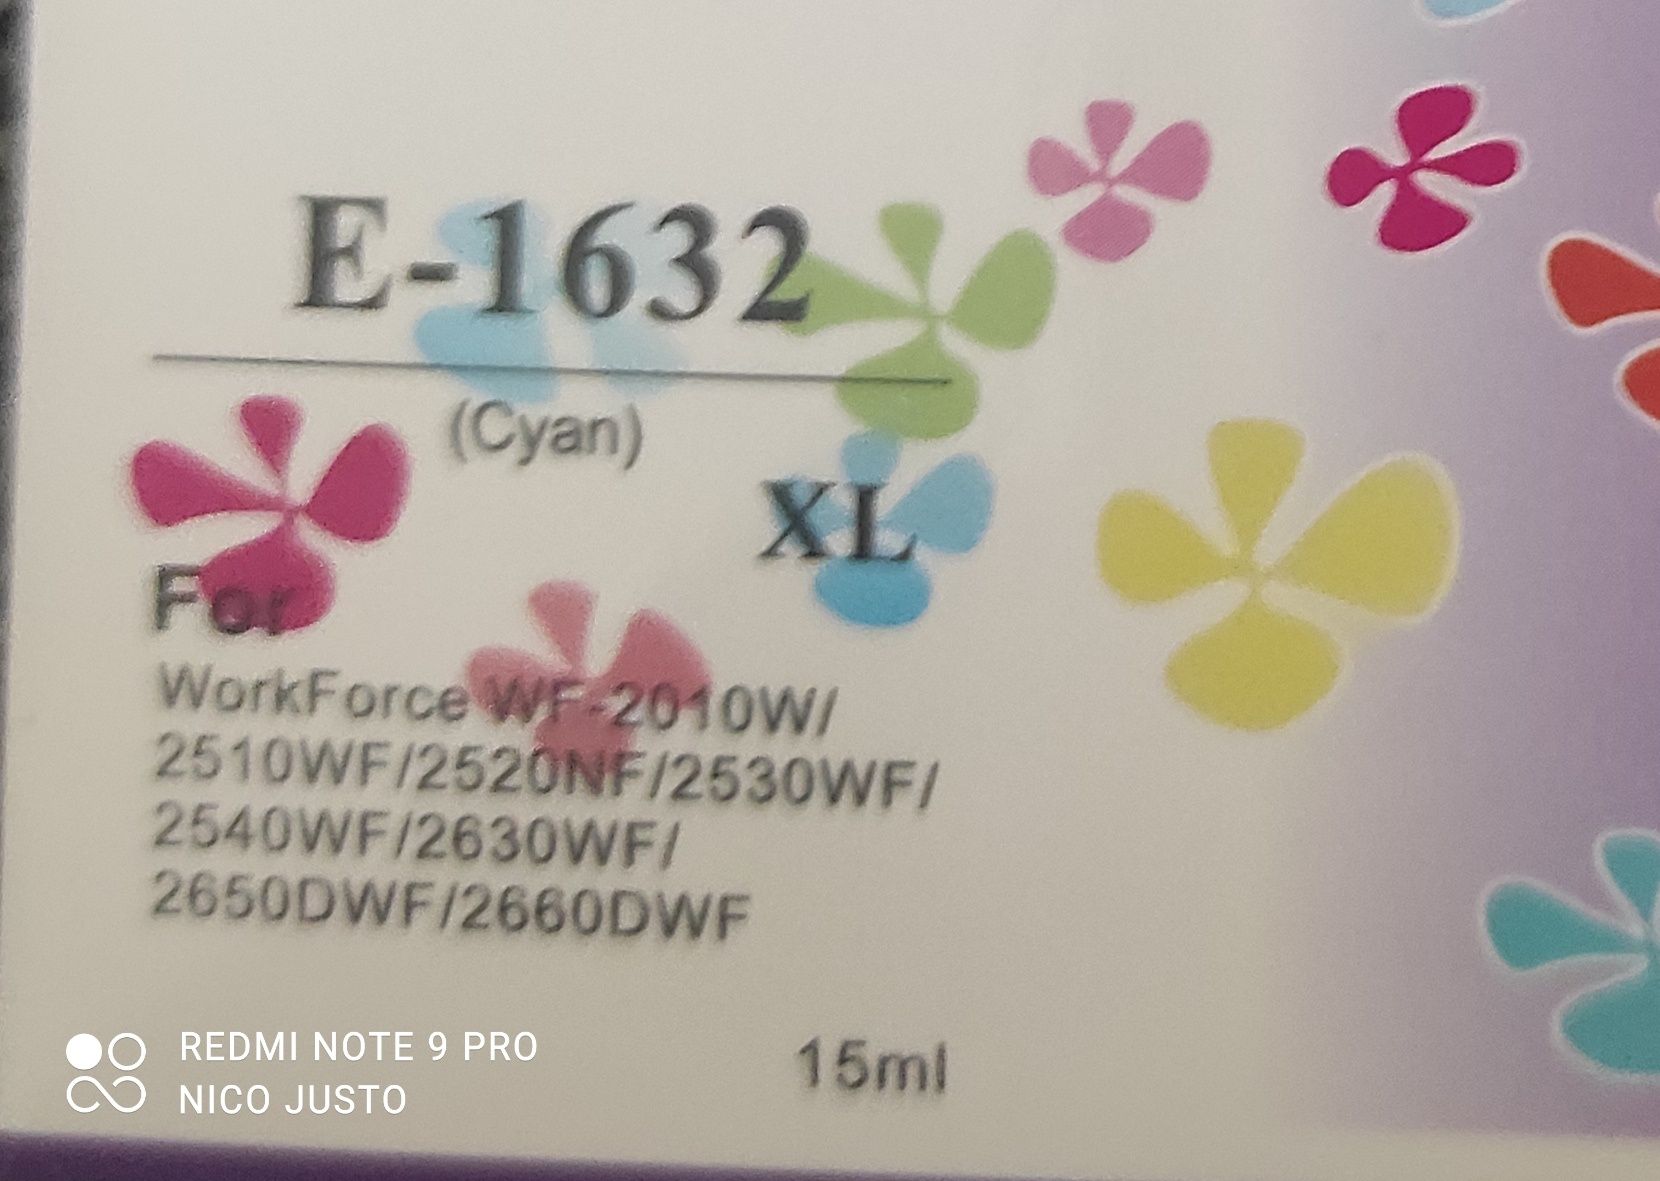 E-1632
(Cyan)
XL
For
WorkForce WF-2010W/
2510WF/2520NF/2530WF/
2540WF/2630WF/
2650DWF/2660DWF
15ml
REDMI NOTE 9 PRO
NICO JUSTO